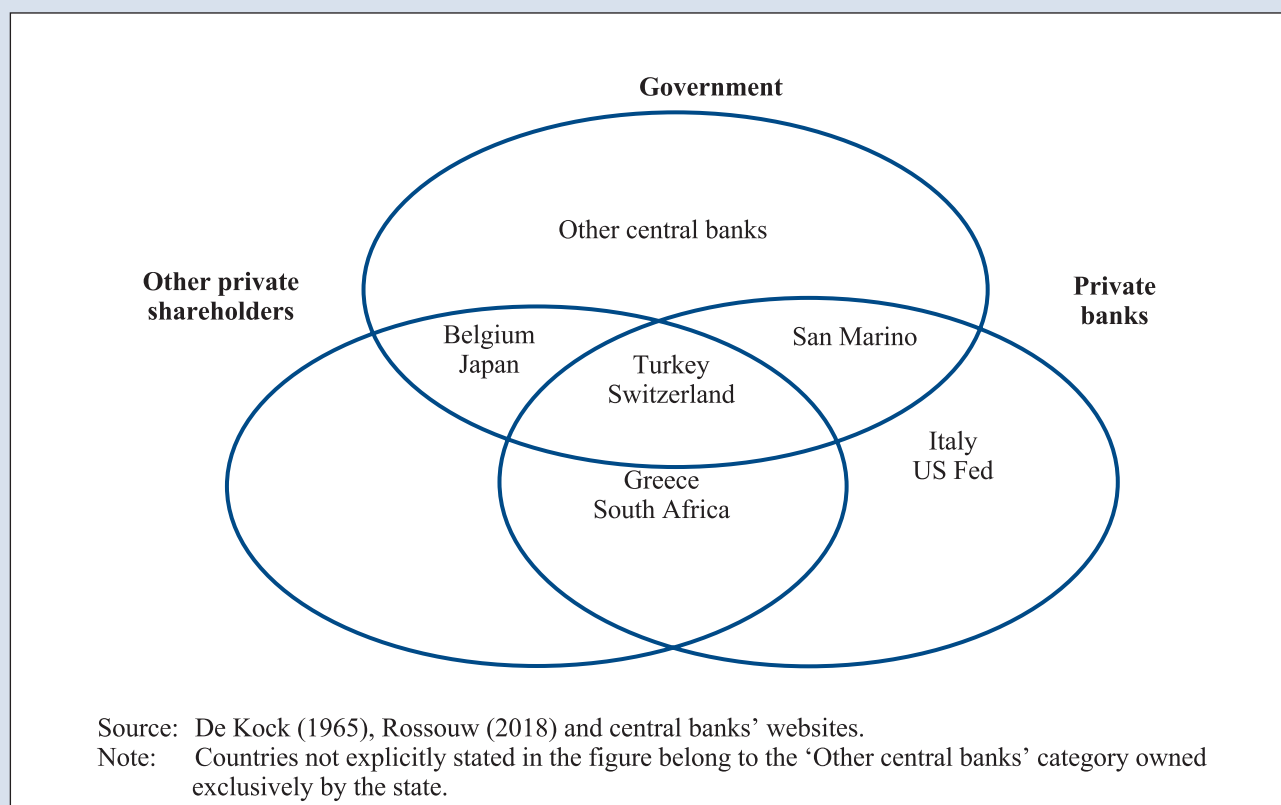 Government
Other central banks
Other private
shareholders
Private
banks
Belgium
Japan
San Marino
Turkey
Switzerland
Italy
US Fed
Greece
South Africa
Source: De Kock (1965), Rossouw (2018) and central banks’ websites.
Note: Countries not explicitly stated in the figure belong to the ‘Other central banks’ category owned
exclusively by the state.